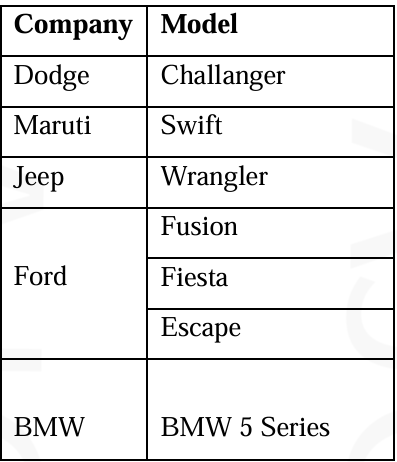 Company Model
Dodge Challanger
Maruti Swift
Jeep Wrangler
Fusion
Ford Fiesta
Escape
BMW BMW 5 Series